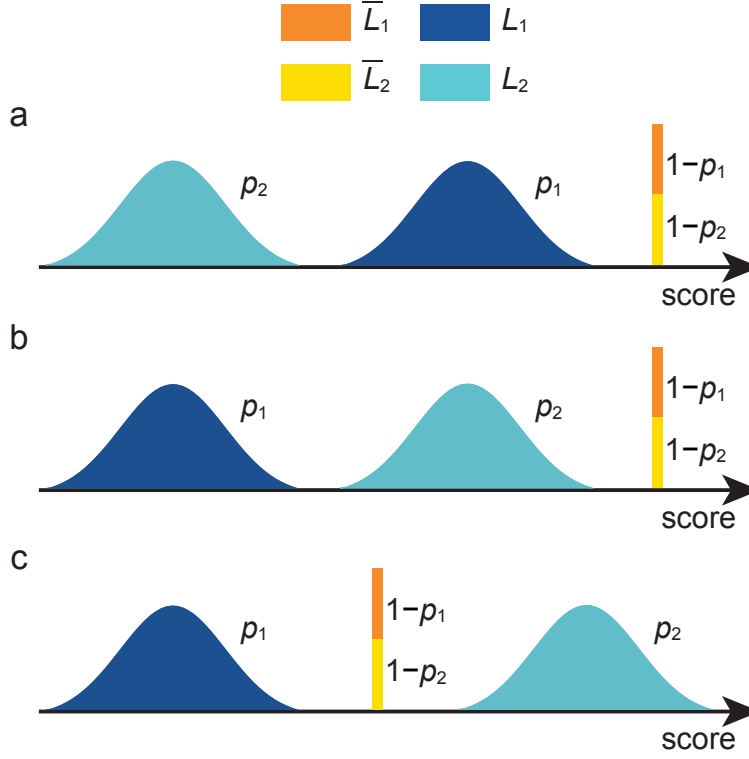 L̅₁ L₁
L̅₂ L₂
a
p₂ p₁ 1−p₁
1−p₂
score
b
p₁ p₂ 1−p₁
1−p₂
score
c
p₁ 1−p₁ p₂
1−p₂
score